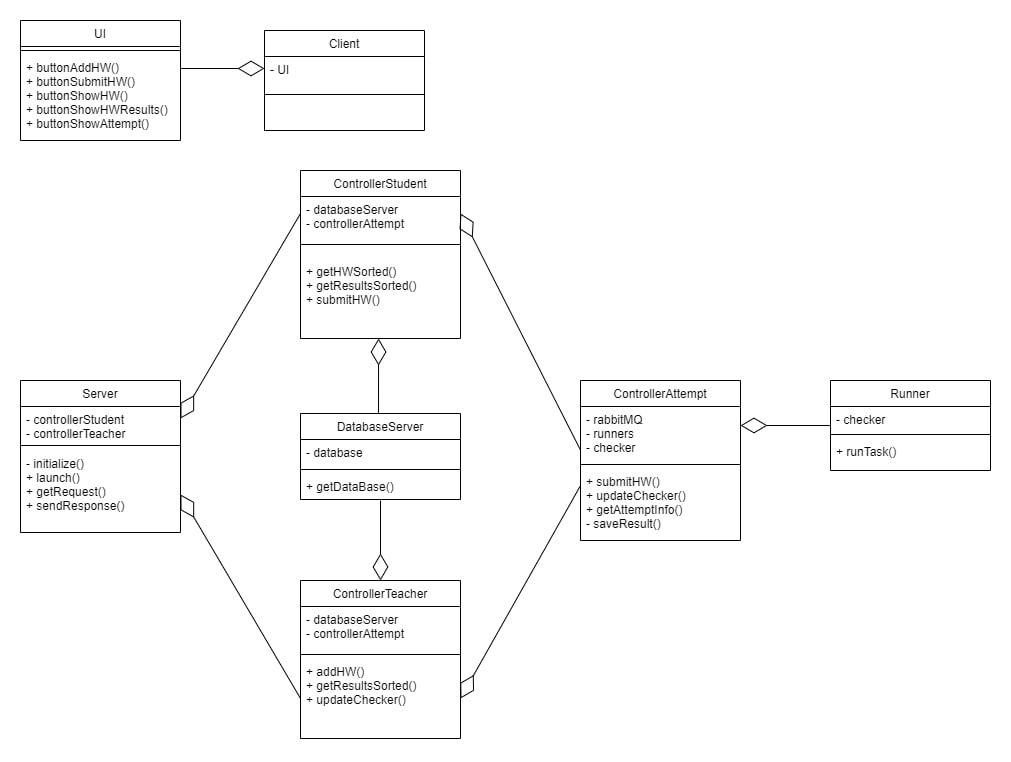 UI
+ buttonAddHW()
+ buttonSubmitHW()
+ buttonShowHW()
+ buttonShowHWResults()
+ buttonShowAttempt()
Client
- UI
ControllerStudent
- databaseServer
- controllerAttempt
+ getHWSorted()
+ getResultsSorted()
+ submitHW()
Server
- controllerStudent
- controllerTeacher
- initialize()
+ launch()
+ getRequest()
+ sendResponse()
DatabaseServer
- database
+ getDataBase()
ControllerAttempt
- rabbitMQ
- runners
- checker
+ submitHW()
+ updateChecker()
+ getAttemptInfo()
- saveResult()
Runner
- checker
+ runTask()
ControllerTeacher
- databaseServer
- controllerAttempt
+ addHW()
+ getResultsSorted()
+ updateChecker()